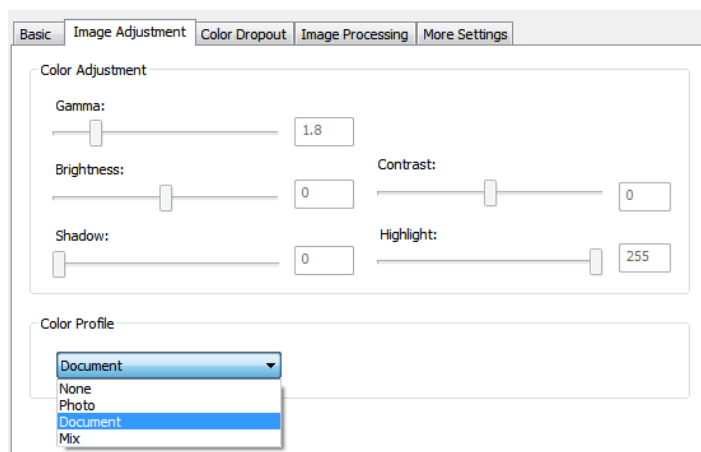 Basic Image Adjustment Color Dropout Image Processing More Settings
Color Adjustment
Gamma:
1.8
Brightness: Contrast:
0 0
Shadow: Highlight:
0 255
Color Profile
Document
None
Photo
Document
Mix